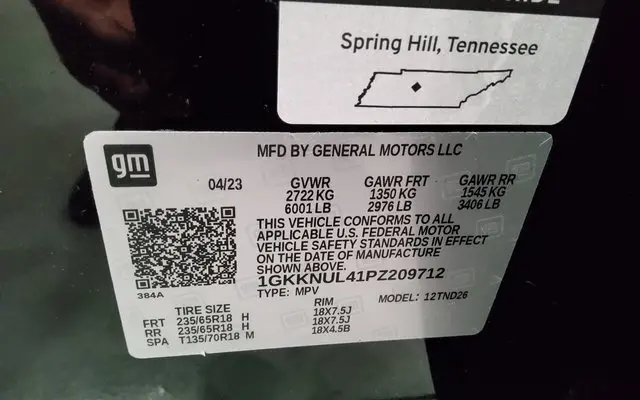 Spring Hill, Tennessee
gm
MFD BY GENERAL MOTORS LLC
04/23 GVWR GAWR FRT GAWR RR
2722 KG 1350 KG 1545 KG
6001 LB 2976 LB 3406 LB
THIS VEHICLE CONFORMS TO ALL
APPLICABLE U.S. FEDERAL MOTOR
VEHICLE SAFETY STANDARDS IN EFFECT
ON THE DATE OF MANUFACTURE
SHOWN ABOVE.
1GKKNUL41PZ209712
384A TYPE: MPV MODEL: 12TND26
TIRE SIZE RIM
FRT 235/65R18 H 18X7.5J
RR 235/65R18 H 18X7.5J
SPA T135/70R18 M 18X4.5B